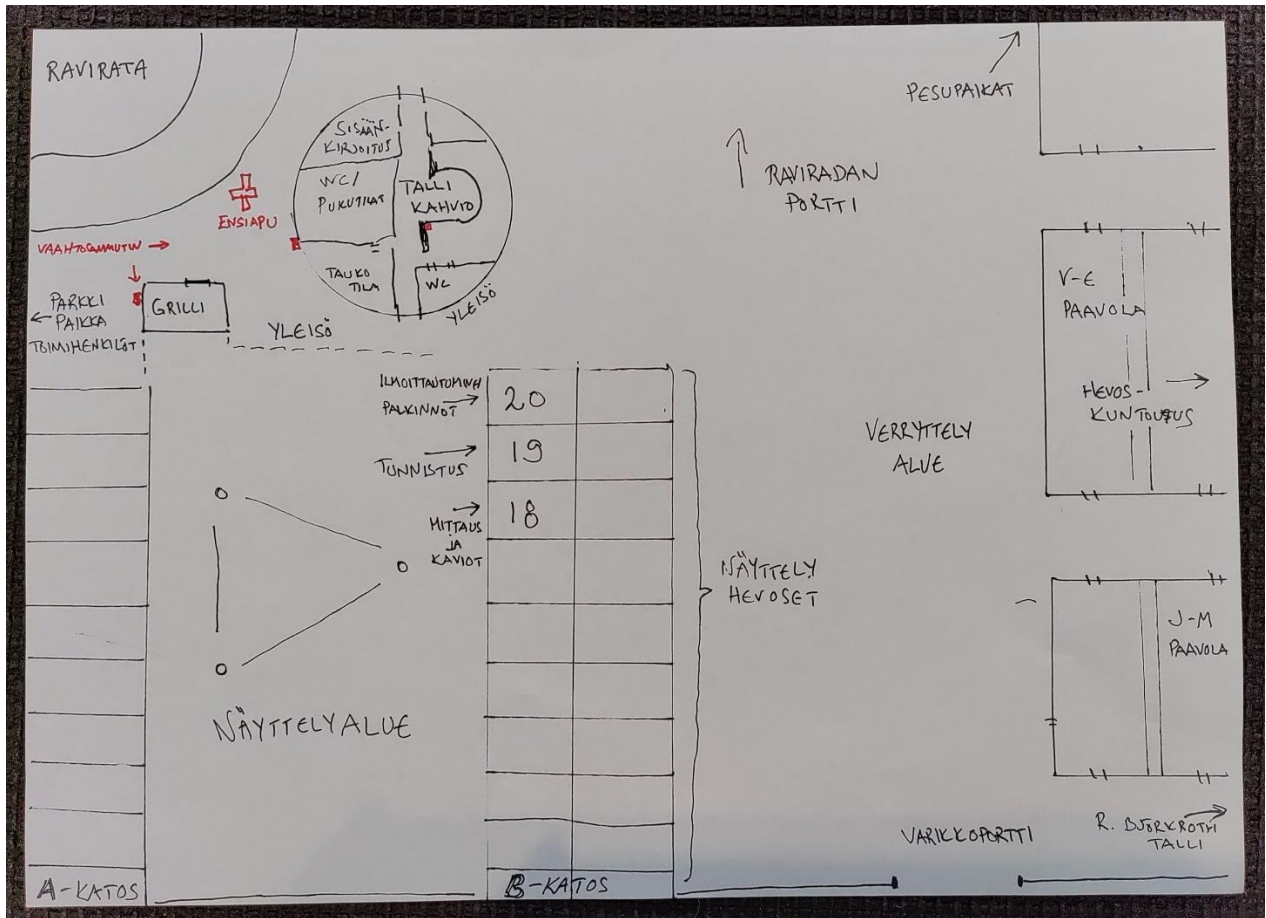 RAVIRATA
PESUPAIKAT
SISÄÄN-
KIRJOITUS
WC/
PUKUTILAT
TALLI
KAHVIO
TAUKO
TILA
WC
YLEISÖ
RAVIRADAN
PORTTI
ENSIAPU
VAAHTOSAMMUTIN
GRILLI
PARKKI
PAIKKA
TOIMIHENKILÖT
YLEISÖ
V-E
PAAVOLA
HEVOS-
KUNTOUTUS
ILMOITTAUTUMINEN
PALKINNOT
20
TUNNISTUS
19
MITTAUS
JA
KAVIOT
18
VERRYTTELY
ALUE
NÄYTTELY
HEVOSET
NÄYTTELYALUE
J-M
PAAVOLA
VARIKKOPORTTI
R. BJÖRKROTH
TALLI
A-KATOS
B-KATOS